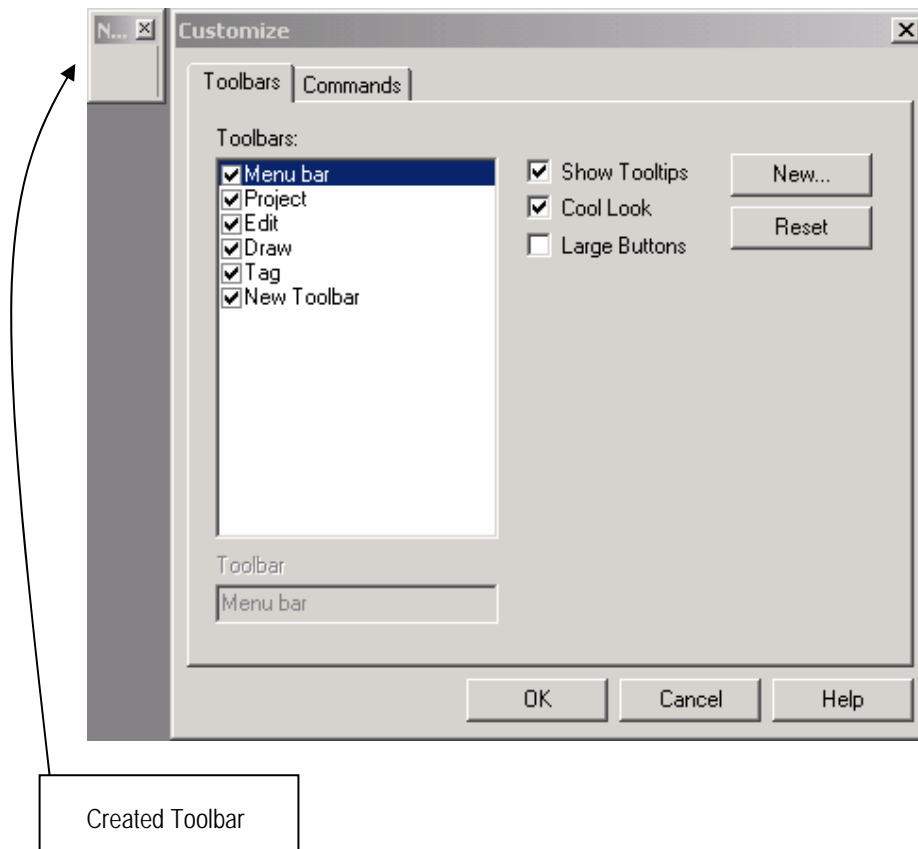 N...
Customize
Toolbars
Commands
Toolbars:
Menu bar
Project
Edit
Draw
Tag
New Toolbar
Show Tooltips
Cool Look
Large Buttons
New...
Reset
Toolbar
Menu bar
OK
Cancel
Help
Created Toolbar